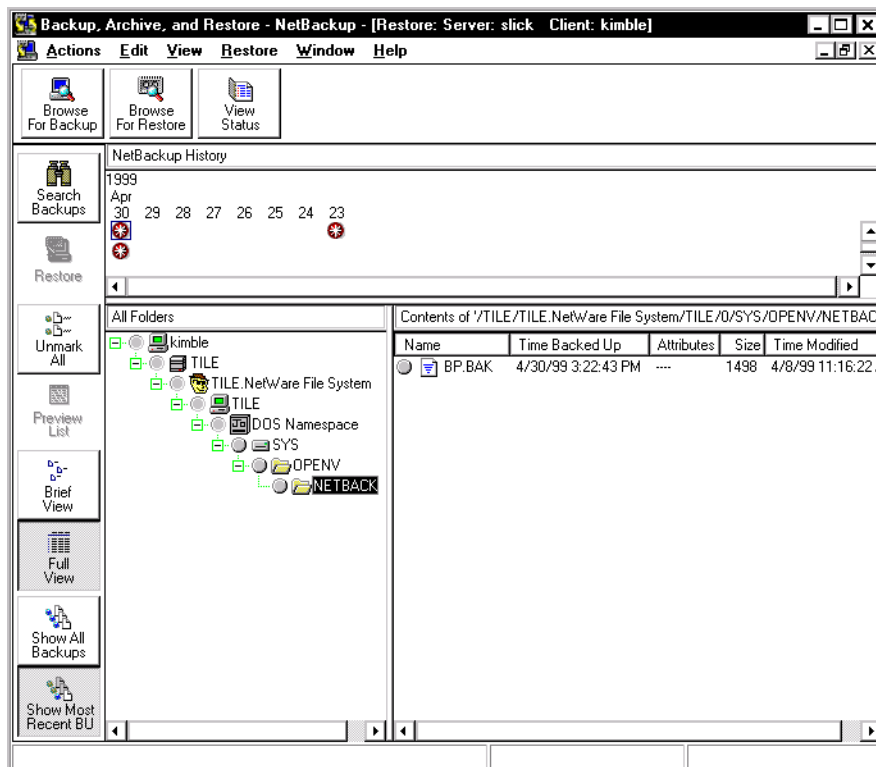 Backup, Archive, and Restore - NetBackup - [Restore: Server: slick   Client: kimble]
Actions Edit View Restore Window Help
Browse For Backup
Browse For Restore
View Status
Search Backups
Restore
Unmark All
Preview List
Brief View
Full View
Show All Backups
Show Most Recent BU
NetBackup History
1999
Apr
30 29 28 27 26 25 24 23
All Folders
kimble
TILE
TILE.NetWare File System
TILE
DOS Namespace
SYS
OPENV
NETBACK
Contents of '/TILE/TILE.NetWare File System/TILE/0/SYS/OPENV/NETBAC
Name Time Backed Up Attributes Size Time Modified
BP.BAK 4/30/99 3:22:43 PM ---- 1498 4/8/99 11:16:22